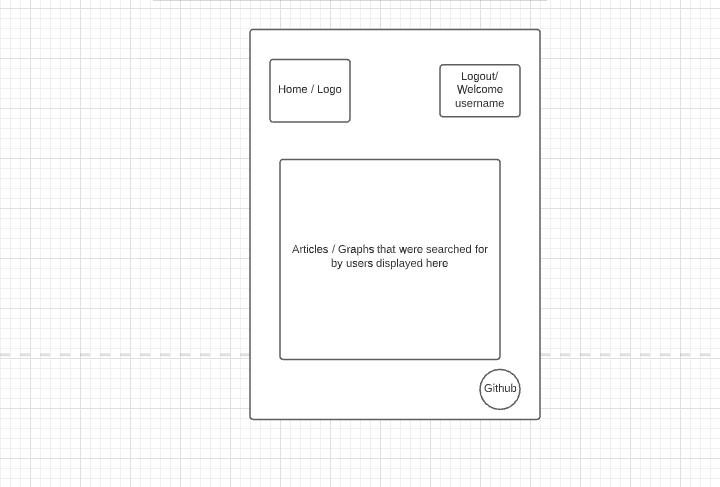 Home / Logo
Logout/
Welcome
username
Articles / Graphs that were searched for
by users displayed here
Github